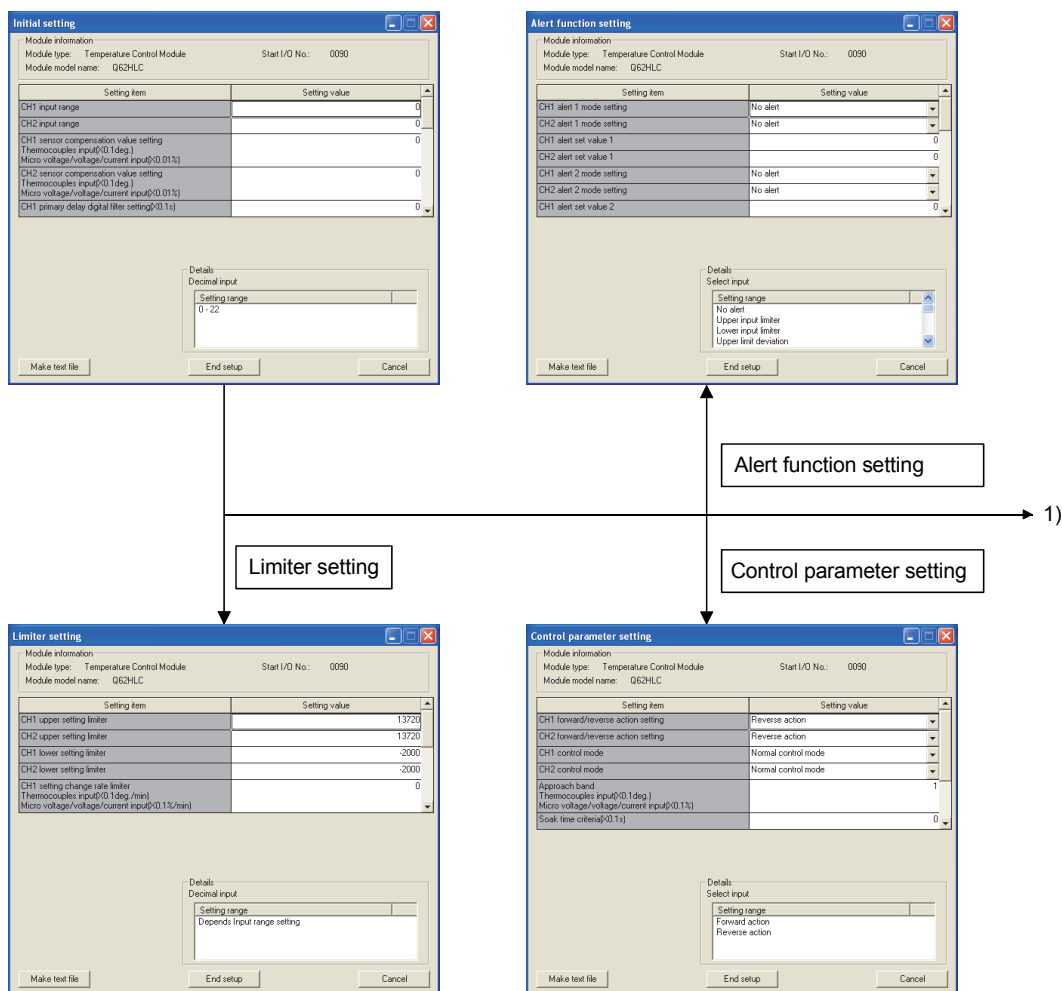 Initial setting
Module information
Module type: Temperature Control Module Start I/O No.: 0090
Module model name: Q62HLC
Setting item Setting value
CH1 input range 0
CH2 input range 0
CH1 sensor compensation value setting 0
Thermocouples input(X0.1deg.)
Micro voltage/voltage/current input(X0.01%)
CH2 sensor compensation value setting 0
Thermocouples input(X0.1deg.)
Micro voltage/voltage/current input(X0.01%)
CH1 primary delay digital filter setting(X0.1s) 0
Details
Decimal input
Setting range
0 - 22
Make text file End setup Cancel
Alert function setting
Module information
Module type: Temperature Control Module Start I/O No.: 0090
Module model name: Q62HLC
Setting item Setting value
CH1 alert 1 mode setting No alert
CH2 alert 1 mode setting No alert
CH1 alert set value 1 0
CH2 alert set value 1 0
CH1 alert 2 mode setting No alert
CH2 alert 2 mode setting No alert
CH1 alert set value 2 0
Details
Select input
Setting range
No alert
Upper input limiter
Lower input limiter
Upper limit deviation
Make text file End setup Cancel
Alert function setting
1)
Limiter setting
Control parameter setting
Limiter setting
Module information
Module type: Temperature Control Module Start I/O No.: 0090
Module model name: Q62HLC
Setting item Setting value
CH1 upper setting limiter 13720
CH2 upper setting limiter 13720
CH1 lower setting limiter -2000
CH2 lower setting limiter -2000
CH1 setting change rate limiter 0
Thermocouples input(X0.1deg./min)
Micro voltage/voltage/current input(X0.1%/min)
Details
Decimal input
Setting range
Depends Input range setting
Make text file End setup Cancel
Control parameter setting
Module information
Module type: Temperature Control Module Start I/O No.: 0090
Module model name: Q62HLC
Setting item Setting value
CH1 forward/reverse action setting Reverse action
CH2 forward/reverse action setting Reverse action
CH1 control mode Normal control mode
CH2 control mode Normal control mode
Approach band 1
Thermocouples input(X0.1deg.)
Micro voltage/voltage/current input(X0.1%)
Soak time criteria(X0.1s) 0
Details
Select input
Setting range
Forward action
Reverse action
Make text file End setup Cancel